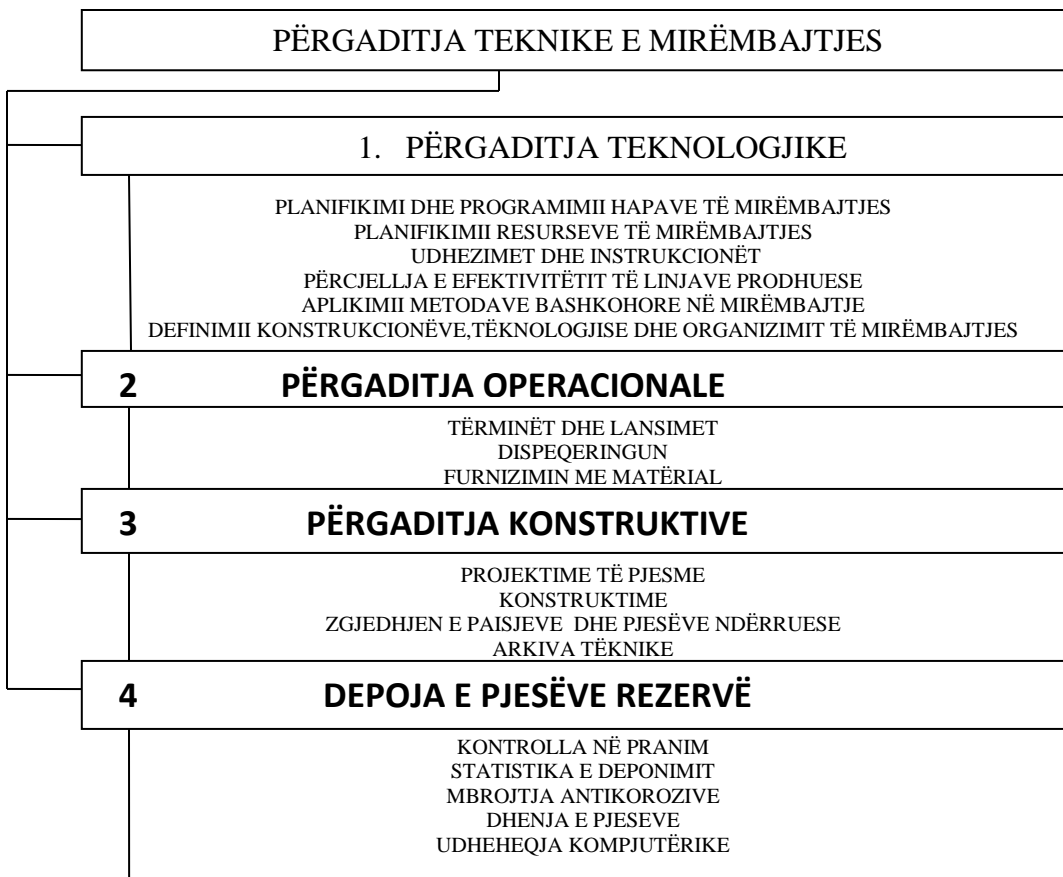 PËRGADITJA TEKNIKE E MIRËMBAJTJES
1. PËRGADITJA TEKNOLOGJIKE
PLANIFIKIMI DHE PROGRAMIMII HAPAVE TË MIRËMBAJTJES
PLANIFIKIMII RESURSEVE TË MIRËMBAJTJES
UDHEZIMET DHE INSTRUKCIONËT
PËRCJELLJA E EFEKTIVITËTIT TË LINJAVE PRODHUESE
APLIKIMII METODAVE BASHKOHORE NË MIRËMBAJTJE
DEFINIMII KONSTRUKCIONËVE,TËKNOLOGJISE DHE ORGANIZIMIT TË MIRËMBAJTJES
2 PËRGADITJA OPERACIONALE
TËRMINËT DHE LANSIMET
DISPEQERINGUN
FURNIZIMIN ME MATËRIAL
3 PËRGADITJA KONSTRUKTIVE
PROJEKTIME TË PJESME
KONSTRUKTIME
ZGJEDHJEN E PAISJEVE DHE PJESËVE NDËRRUESE
ARKIVA TËKNIKE
4 DEPOJA E PJESËVE REZERVË
KONTROLLA NË PRANIM
STATISTIKA E DEPONIMIT
MBROJTJA ANTIKOROZIVE
DHENJA E PJESEVE
UDHEHEQJA KOMPJUTËRIKE